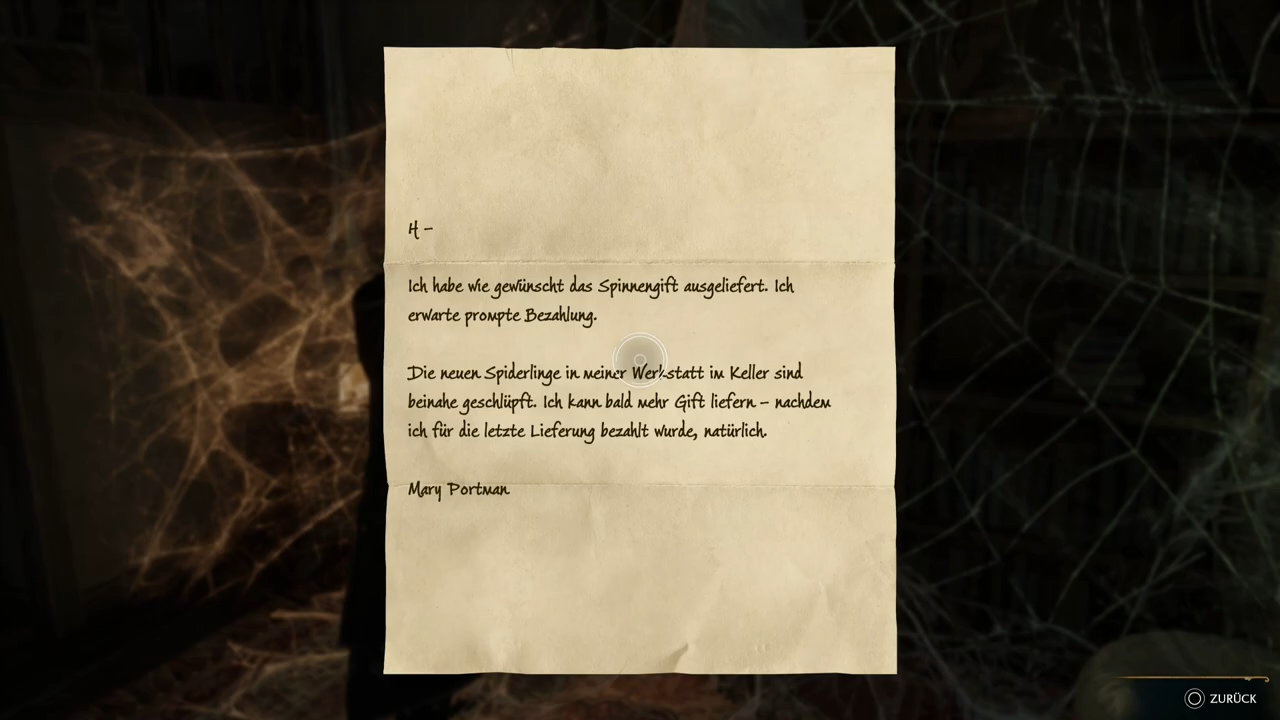 H –
Ich habe wie gewünscht das Spinnengift ausgeliefert. Ich
erwarte prompte Bezahlung.
Die neuen Spiderlinge in meiner Werkstatt im Keller sind
beinahe geschlüpft. Ich kann bald mehr Gift liefern – nachdem
ich für die letzte Lieferung bezahlt wurde, natürlich.
Mary Portman
ZURÜCK